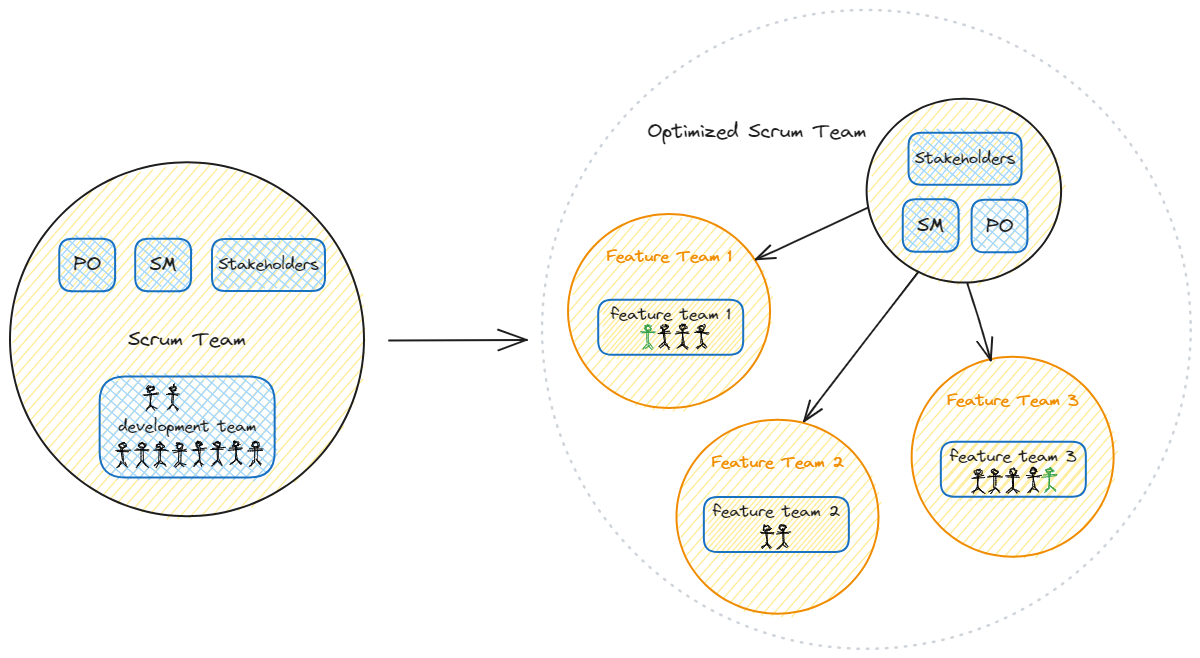 PO
SM
Stakeholders
Scrum Team
development team
Optimized Scrum Team
Stakeholders
SM
PO
Feature Team 1
feature team 1
Feature Team 2
feature team 2
Feature Team 3
feature team 3